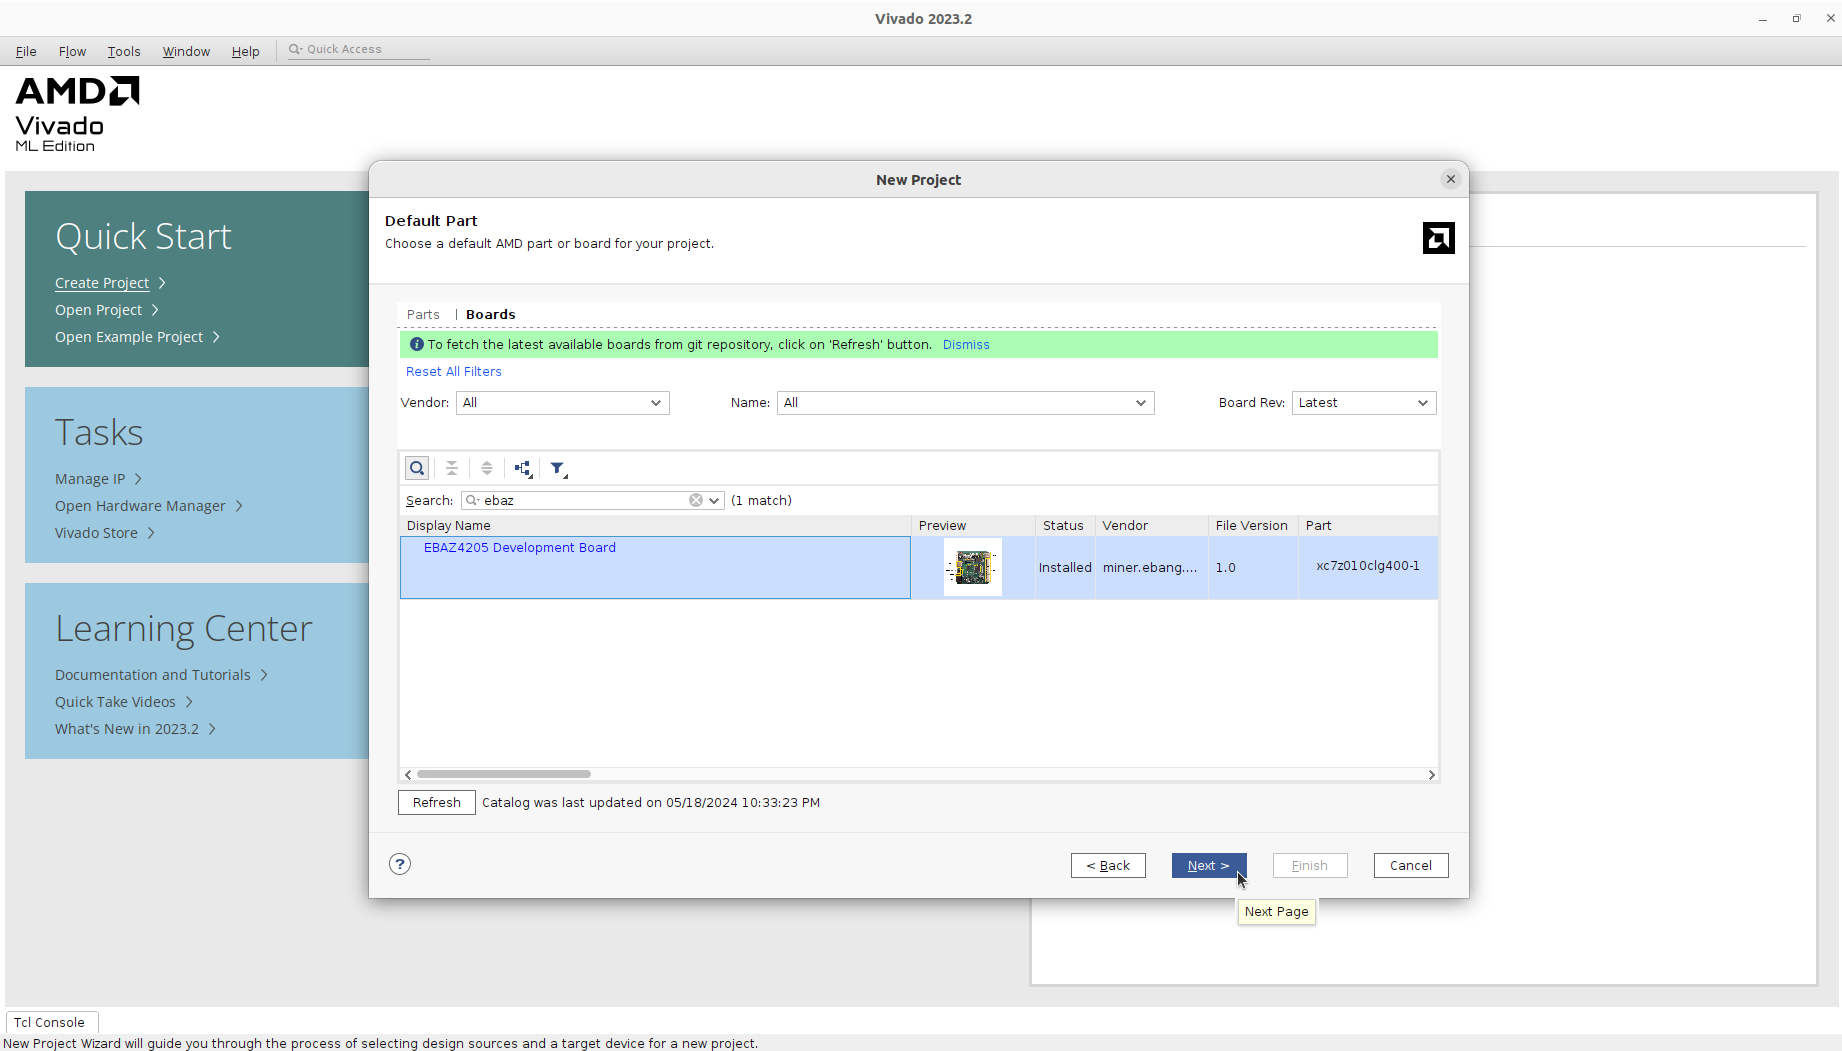 Vivado 2023.2
File Flow Tools Window Help Quick Access
AMD
Vivado
ML Edition
Quick Start
Create Project
Open Project
Open Example Project
Tasks
Manage IP
Open Hardware Manager
Vivado Store
Learning Center
Documentation and Tutorials
Quick Take Videos
What's New in 2023.2
New Project
Default Part
Choose a default AMD part or board for your project.
Parts | Boards
To fetch the latest available boards from git repository, click on 'Refresh' button. Dismiss
Reset All Filters
Vendor: All Name: All Board Rev: Latest
Search: ebaz (1 match)
Display Name Preview Status Vendor File Version Part
EBAZ4205 Development Board Installed miner.ebang.... 1.0 xc7z010clg400-1
Refresh Catalog was last updated on 05/18/2024 10:33:23 PM
? < Back Next > Finish Cancel
Next Page
Tcl Console
New Project Wizard will guide you through the process of selecting design sources and a target device for a new project.